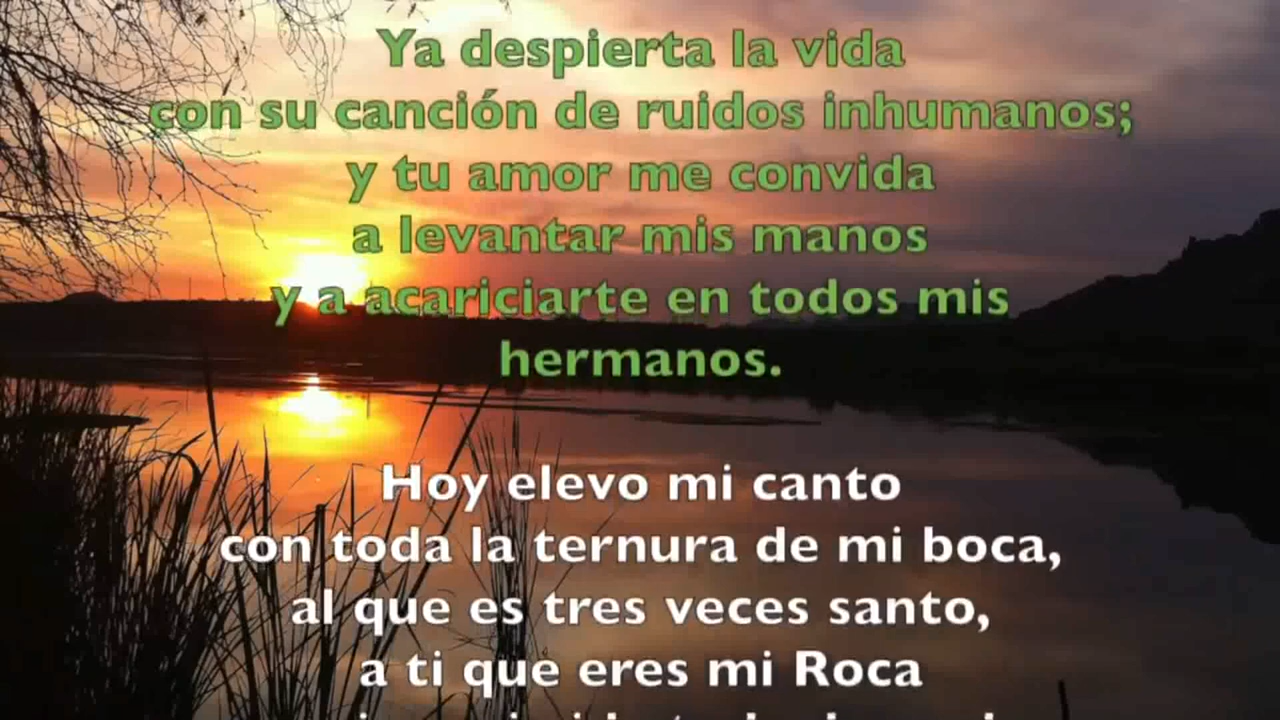 Ya despierta la vida
con su canción de ruidos inhumanos;
y tu amor me convida
a levantar mis manos
y a acariciarte en todos mis
hermanos.
Hoy elevo mi canto
con toda la ternura de mi boca,
al que es tres veces santo,
a ti que eres mi Roca